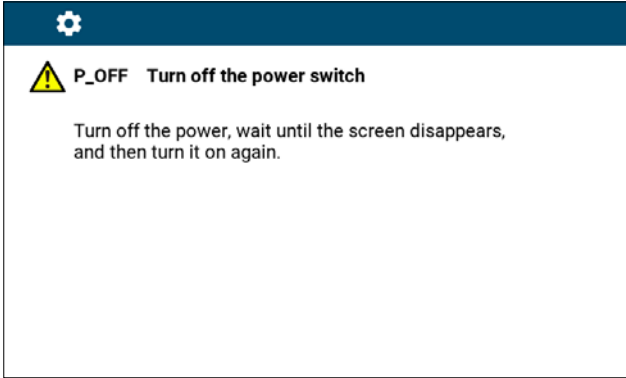 P_OFF Turn off the power switch
Turn off the power, wait until the screen disappears,
and then turn it on again.